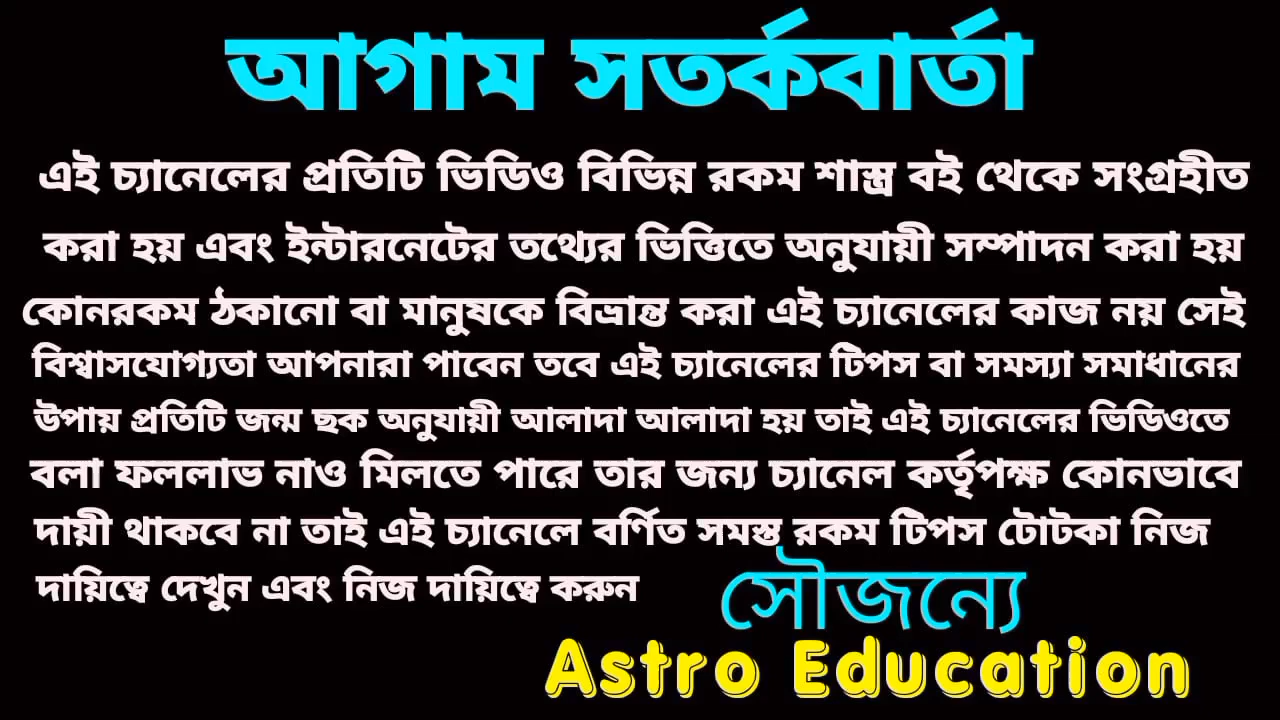 আগাম সতর্কবার্তা
এই চ্যানেলের প্রতিটি ভিডিও বিভিন্ন রকম শাস্ত্র বই থেকে সংগ্রহীত
করা হয় এবং ইন্টারনেটের তথ্যের ভিত্তিতে অনুযায়ী সম্পাদন করা হয়
কোনরকম ঠকানো বা মানুষকে বিভ্রান্ত করা এই চ্যানেলের কাজ নয় সেই
বিশ্বাসযোগ্যতা আপনারা পাবেন তবে এই চ্যানেলের টিপস বা সমস্যা সমাধানের
উপায় প্রতিটি জন্ম ছক অনুযায়ী আলাদা আলাদা হয় তাই এই চ্যানেলের ভিডিওতে
বলা ফললাভ নাও মিলতে পারে তার জন্য চ্যানেল কর্তৃপক্ষ কোনভাবে
দায়ী থাকবে না তাই এই চ্যানেলে বর্ণিত সমস্ত রকম টিপস টোটকা নিজ
দায়িত্বে দেখুন এবং নিজ দায়িত্বে করুন
সৌজন্যে
Astro Education